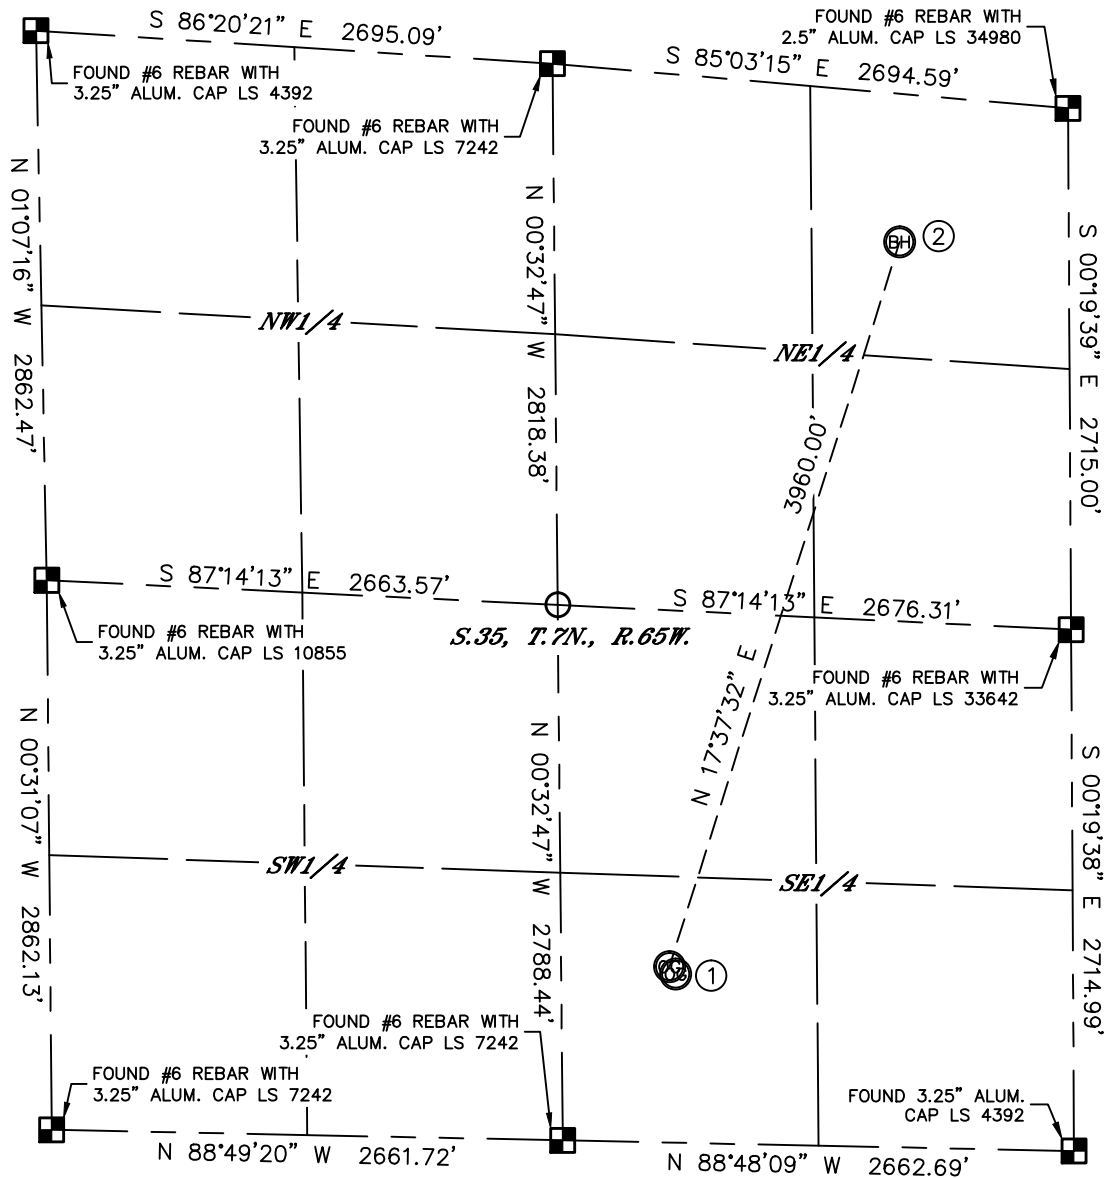 S 86°20'21" E 2695.09'
FOUND #6 REBAR WITH
2.5" ALUM. CAP LS 34980
S 85°03'15" E 2694.59'
FOUND #6 REBAR WITH
3.25" ALUM. CAP LS 4392
FOUND #6 REBAR WITH
3.25" ALUM. CAP LS 7242
N 01°07'16" W 2862.47'
N 00°32'47" W 2818.38'
S 00°19'39" E 2715.00'
BH
2
NW1/4
NE1/4
3960.00'
S 87°14'13" E 2663.57'
S 87°14'13" E 2676.31'
S.35, T.7N., R.65W.
FOUND #6 REBAR WITH
3.25" ALUM. CAP LS 10855
FOUND #6 REBAR WITH
3.25" ALUM. CAP LS 33642
N 17°37'32" E
N 00°31'07" W 2862.13'
N 00°32'47" W 2788.44'
S 00°19'38" E 2714.99'
SW1/4
SE1/4
1
FOUND #6 REBAR WITH
3.25" ALUM. CAP LS 7242
FOUND #6 REBAR WITH
3.25" ALUM. CAP LS 7242
FOUND 3.25" ALUM.
CAP LS 4392
N 88°49'20" W 2661.72'
N 88°48'09" W 2662.69'